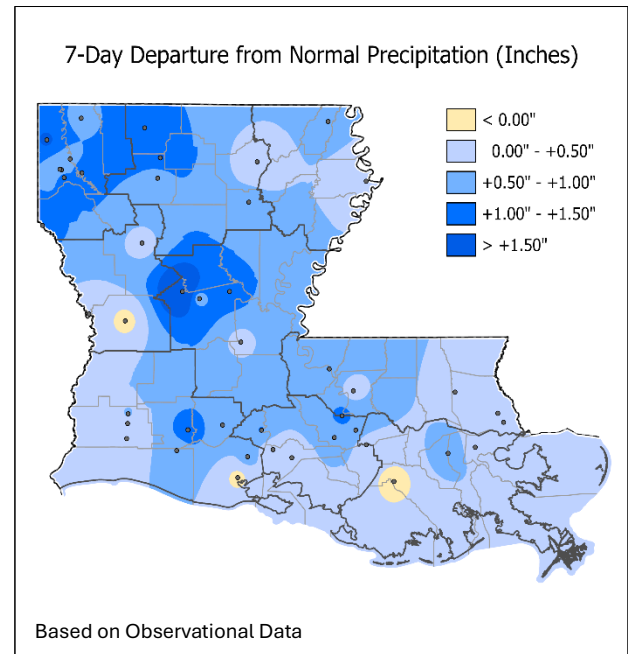 7-Day Departure from Normal Precipitation (Inches)
< 0.00"
0.00" - +0.50"
+0.50" - +1.00"
+1.00" - +1.50"
> +1.50"
Based on Observational Data